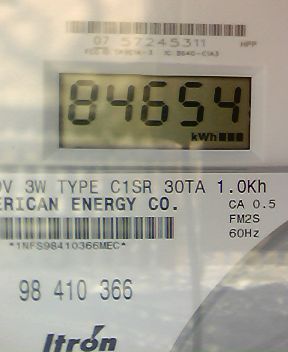 07 57245311 HPP
84654
kWh
0V 3W TYPE C1SR 30TA 1.0Kh
ERICAN ENERGY CO. CA 0.5
FM2S
60Hz
*1NFS98410366MEC*
98 410 366
Itron